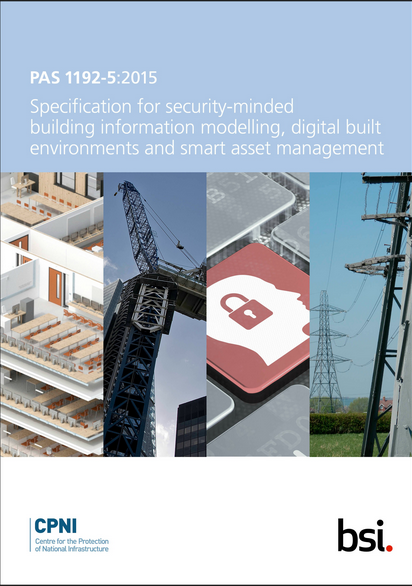 PAS 1192-5:2015
Specification for security-minded
building information modelling, digital built
environments and smart asset management
CPNI
Centre for the Protection
of National Infrastructure
bsi.